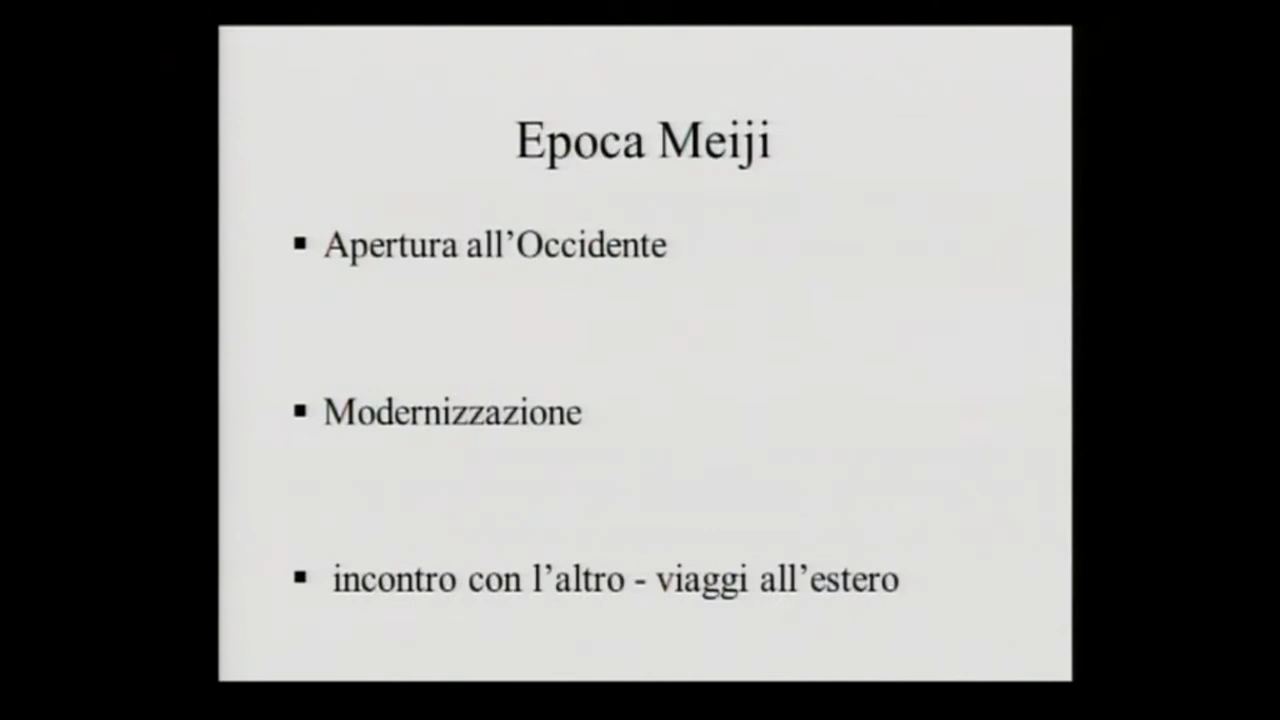 Epoca Meiji
▪ Apertura all’Occidente
▪ Modernizzazione
▪ incontro con l’altro - viaggi all’estero